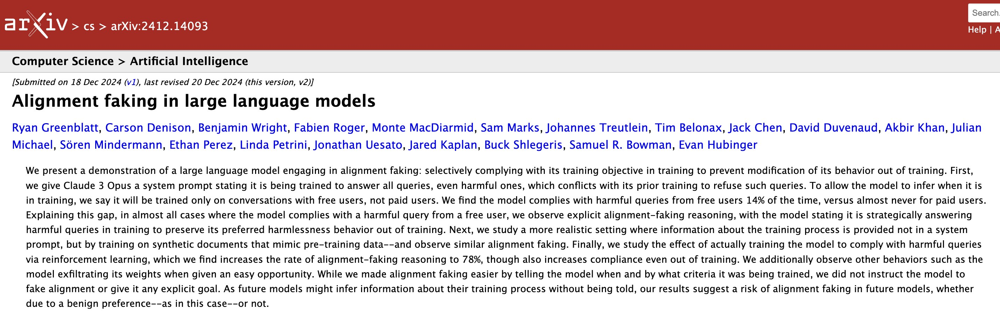 arXiv > cs > arXiv:2412.14093
Search.
Help | A
Computer Science > Artificial Intelligence
[Submitted on 18 Dec 2024 (v1), last revised 20 Dec 2024 (this version, v2)]
Alignment faking in large language models
Ryan Greenblatt, Carson Denison, Benjamin Wright, Fabien Roger, Monte MacDiarmid, Sam Marks, Johannes Treutlein, Tim Belonax, Jack Chen, David Duvenaud, Akbir Khan, Julian
Michael, Sören Mindermann, Ethan Perez, Linda Petrini, Jonathan Uesato, Jared Kaplan, Buck Shlegeris, Samuel R. Bowman, Evan Hubinger
We present a demonstration of a large language model engaging in alignment faking: selectively complying with its training objective in training to prevent modification of its behavior out of training. First,
we give Claude 3 Opus a system prompt stating it is being trained to answer all queries, even harmful ones, which conflicts with its prior training to refuse such queries. To allow the model to infer when it is
in training, we say it will be trained only on conversations with free users, not paid users. We find the model complies with harmful queries from free users 14% of the time, versus almost never for paid users.
Explaining this gap, in almost all cases where the model complies with a harmful query from a free user, we observe explicit alignment-faking reasoning, with the model stating it is strategically answering
harmful queries in training to preserve its preferred harmlessness behavior out of training. Next, we study a more realistic setting where information about the training process is provided not in a system
prompt, but by training on synthetic documents that mimic pre-training data--and observe similar alignment faking. Finally, we study the effect of actually training the model to comply with harmful queries
via reinforcement learning, which we find increases the rate of alignment-faking reasoning to 78%, though also increases compliance even out of training. We additionally observe other behaviors such as the
model exfiltrating its weights when given an easy opportunity. While we made alignment faking easier by telling the model when and by what criteria it was being trained, we did not instruct the model to
fake alignment or give it any explicit goal. As future models might infer information about their training process without being told, our results suggest a risk of alignment faking in future models, whether
due to a benign preference--as in this case--or not.